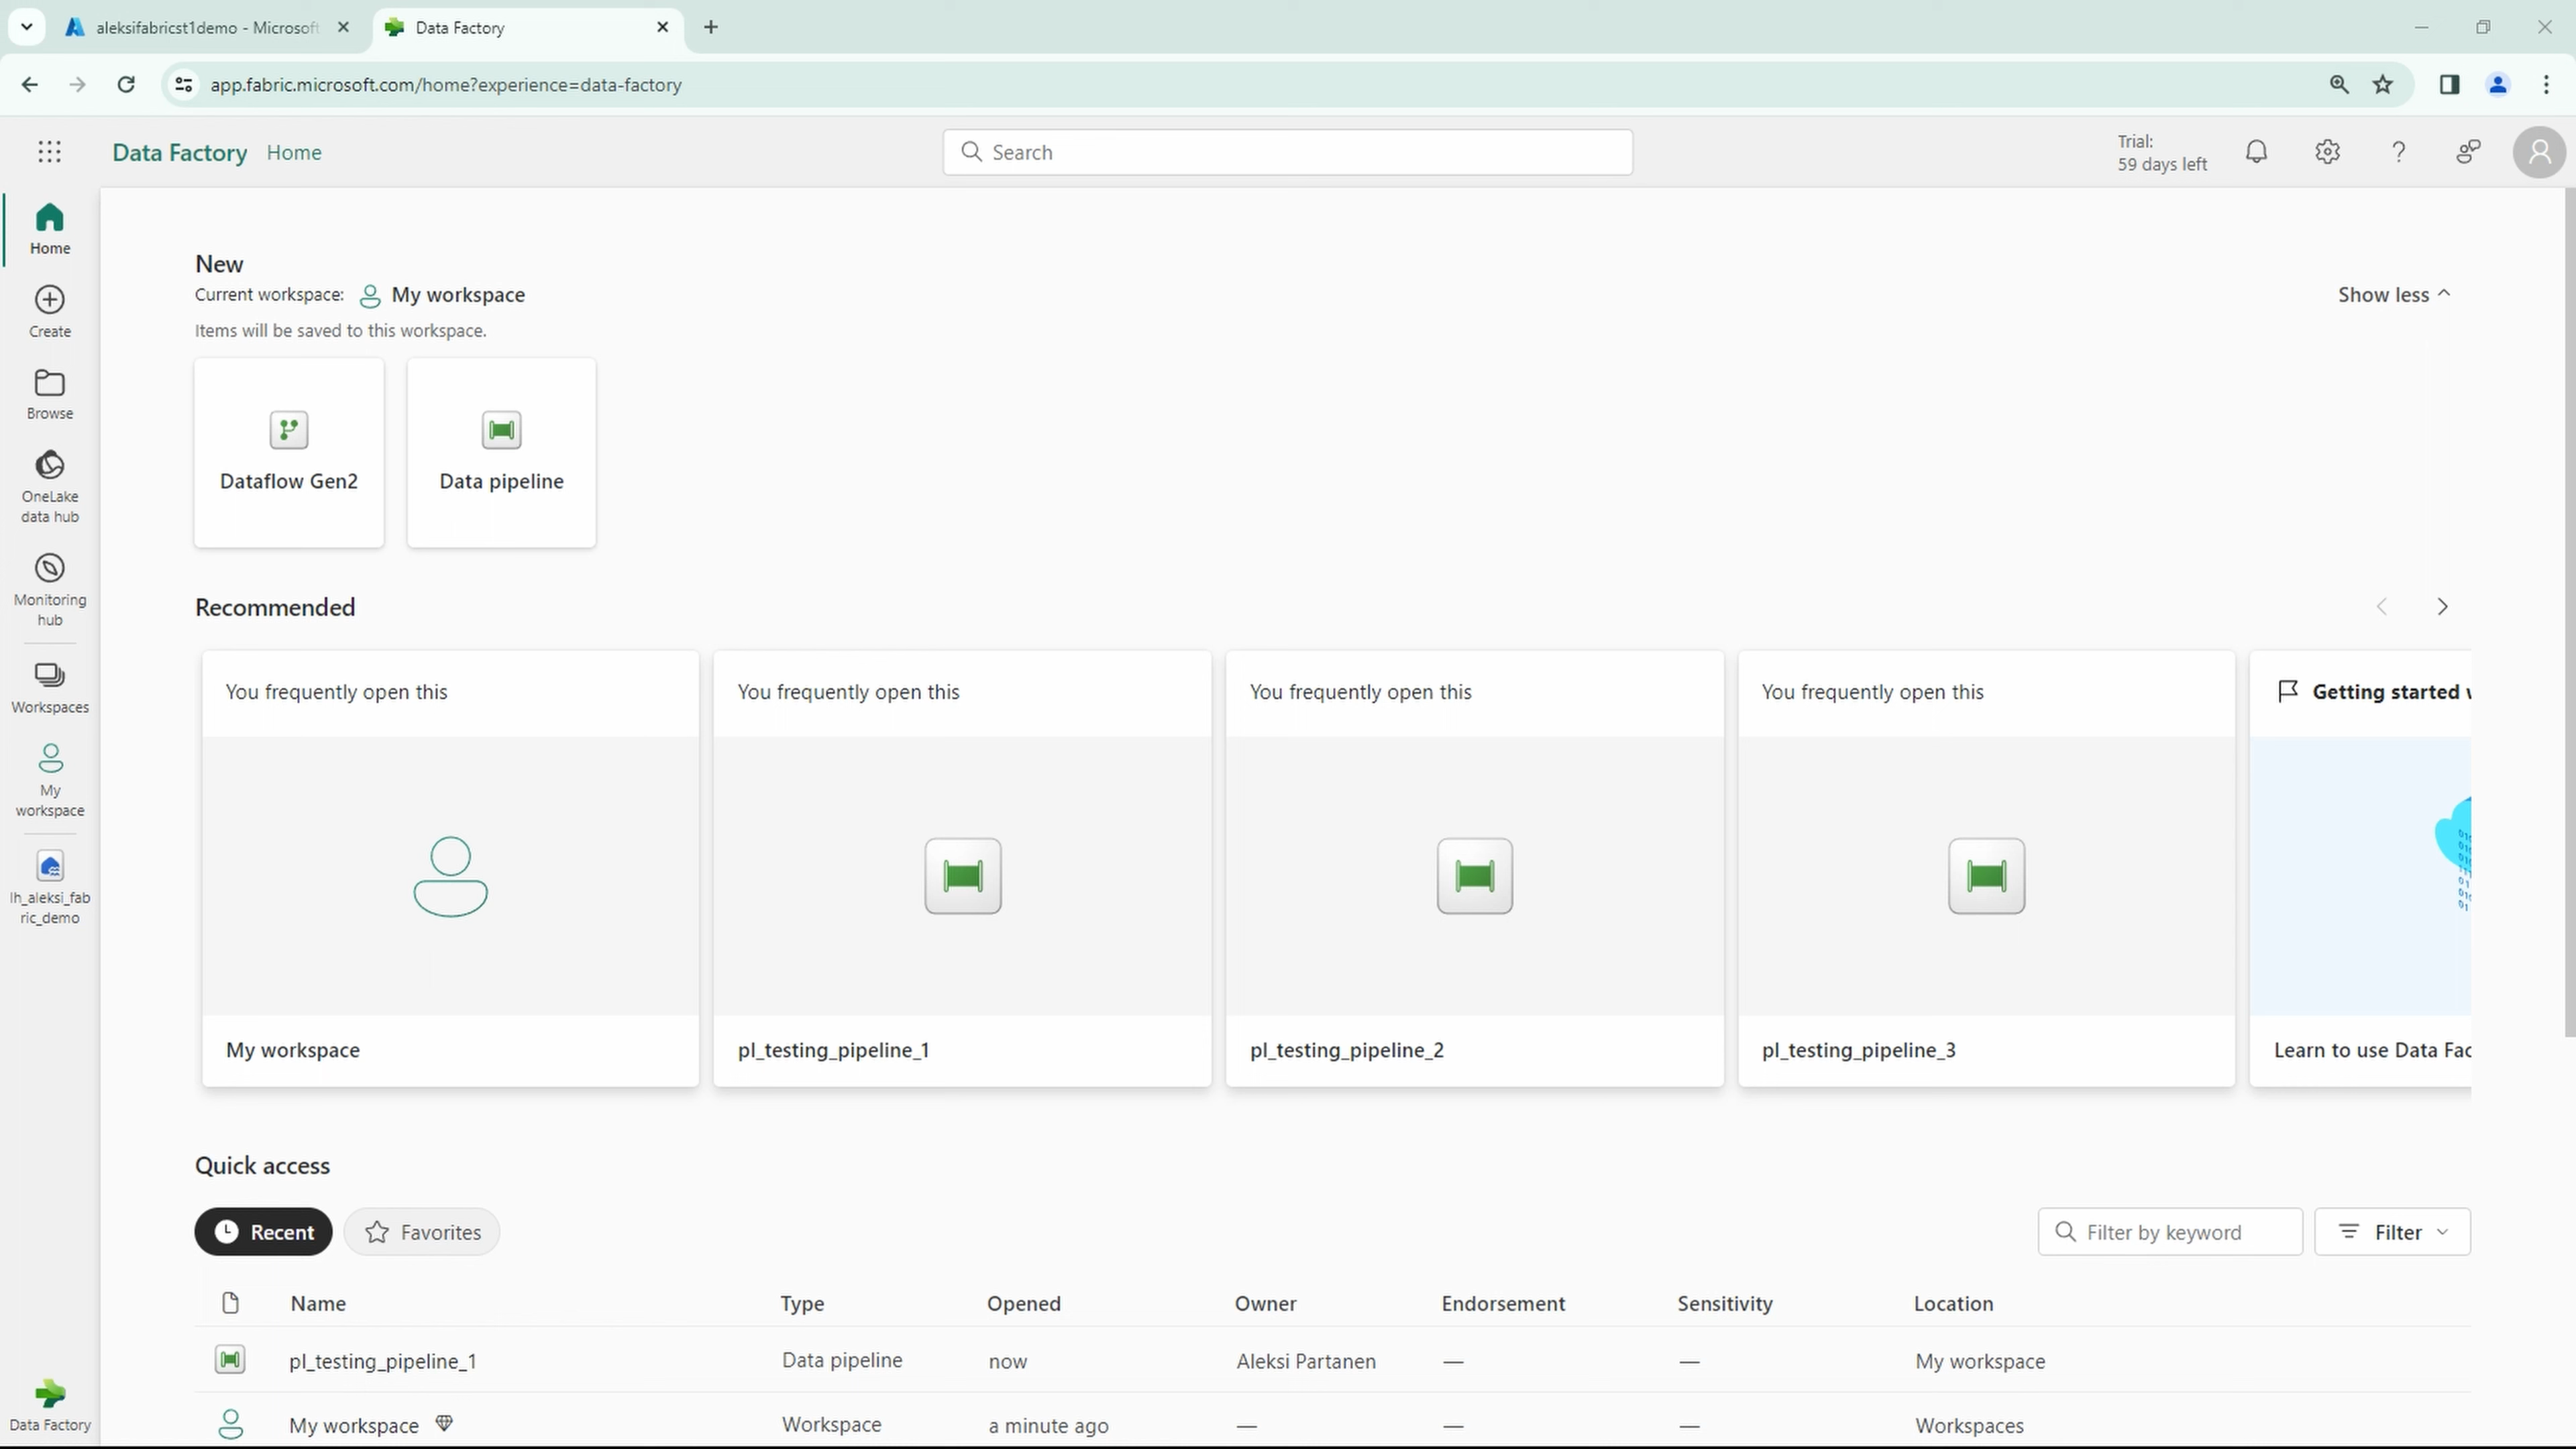 aleksifabricst1demo - Microsoft
Data Factory
app.fabric.microsoft.com/home?experience=data-factory
Data Factory Home
Search
Trial:
59 days left
Home
Create
Browse
OneLake
data hub
Monitoring
hub
Workspaces
My
workspace
lh_aleksi_fab
ric_demo
Data Factory
New
Current workspace: My workspace
Show less
Items will be saved to this workspace.
Dataflow Gen2
Data pipeline
Recommended
You frequently open this
My workspace
You frequently open this
pl_testing_pipeline_1
You frequently open this
pl_testing_pipeline_2
You frequently open this
pl_testing_pipeline_3
Getting started
Learn to use Data Fac
Quick access
Recent
Favorites
Filter by keyword
Filter
Name Type Opened Owner Endorsement Sensitivity Location
pl_testing_pipeline_1 Data pipeline now Aleksi Partanen — — My workspace
My workspace Workspace a minute ago — — — Workspaces